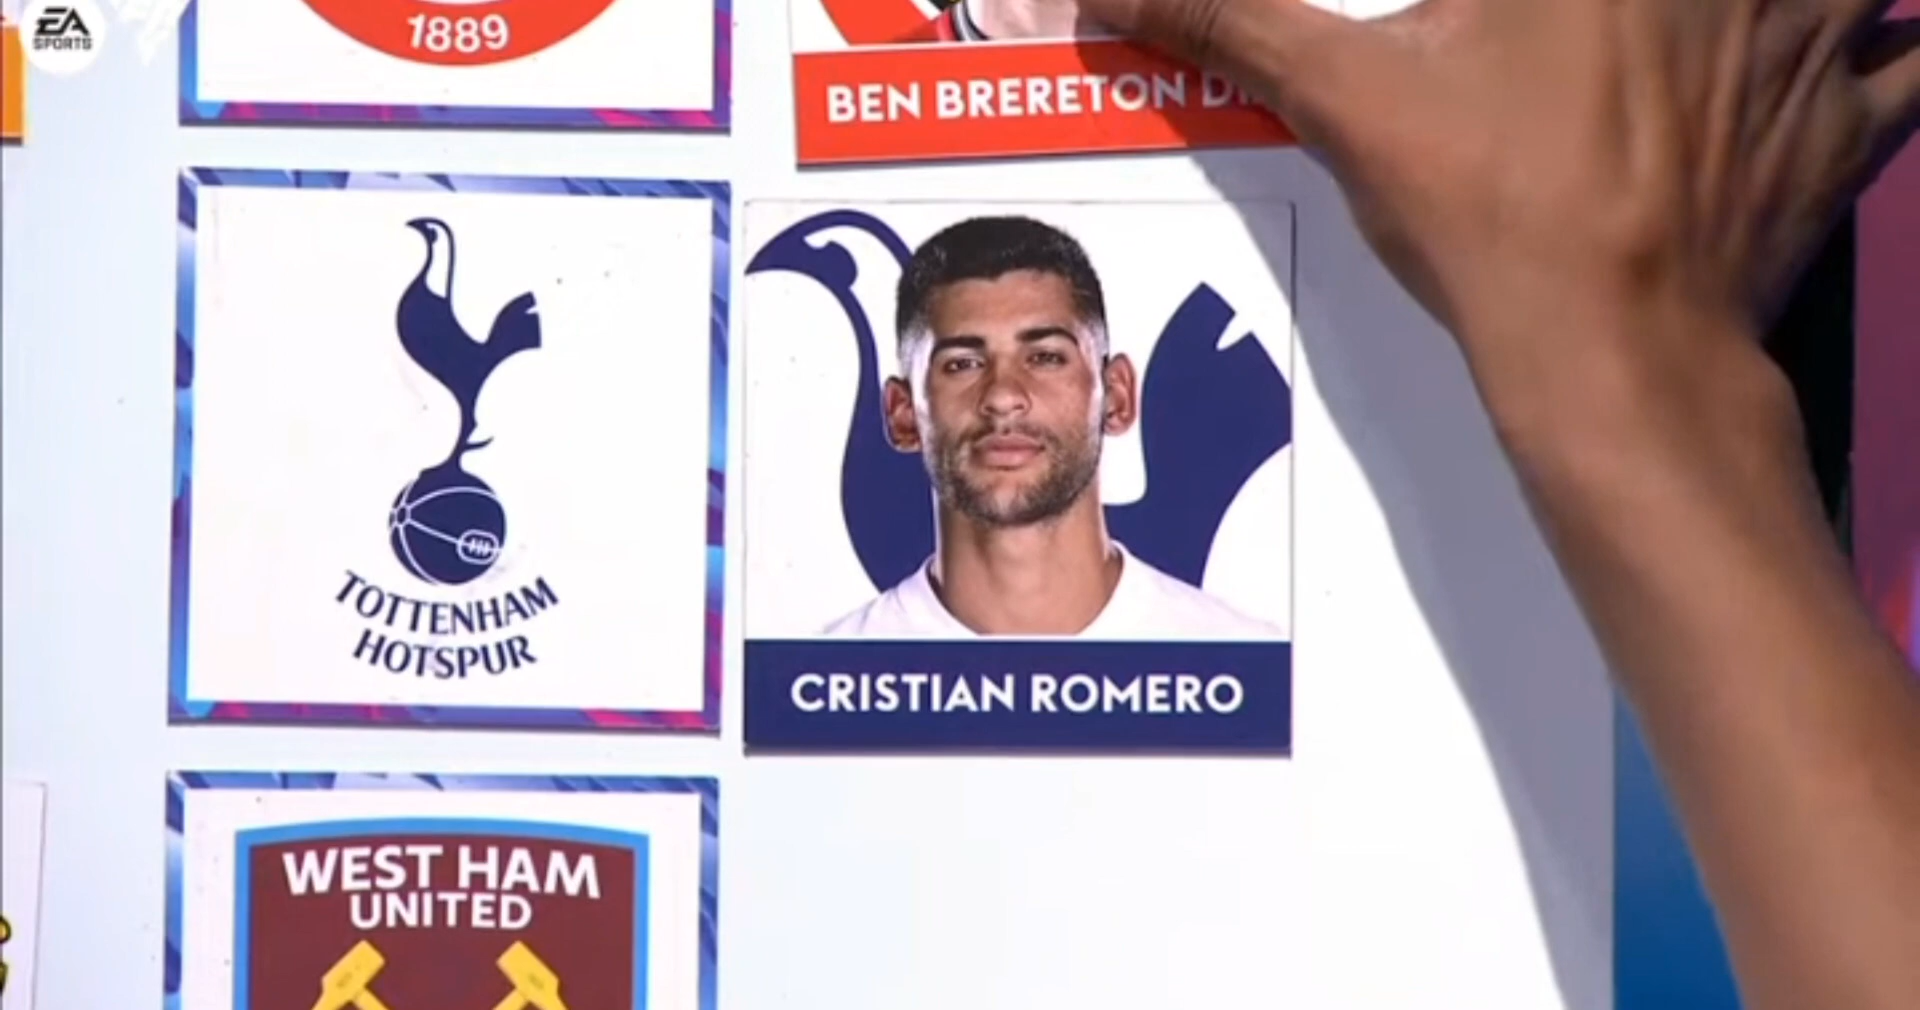 EA
SPORTS
1889
BEN BRERETON
TOTTENHAM
HOTSPUR
CRISTIAN ROMERO
WEST HAM
UNITED